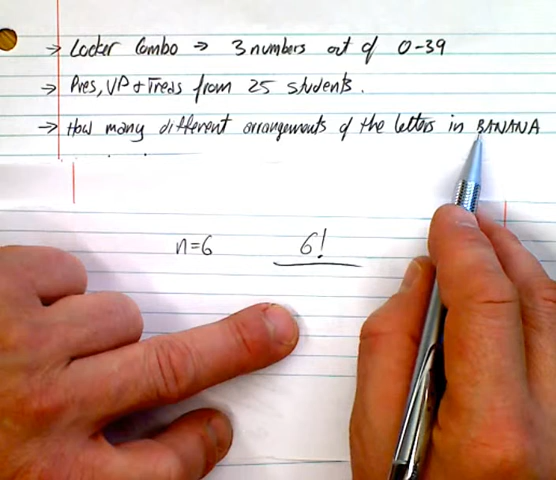 → Locker Combo → 3 numbers out of 0-39
→ Pres, VP + Treas from 25 students.
→ How many different arrangements of the letters in BANANA
n=6 6!